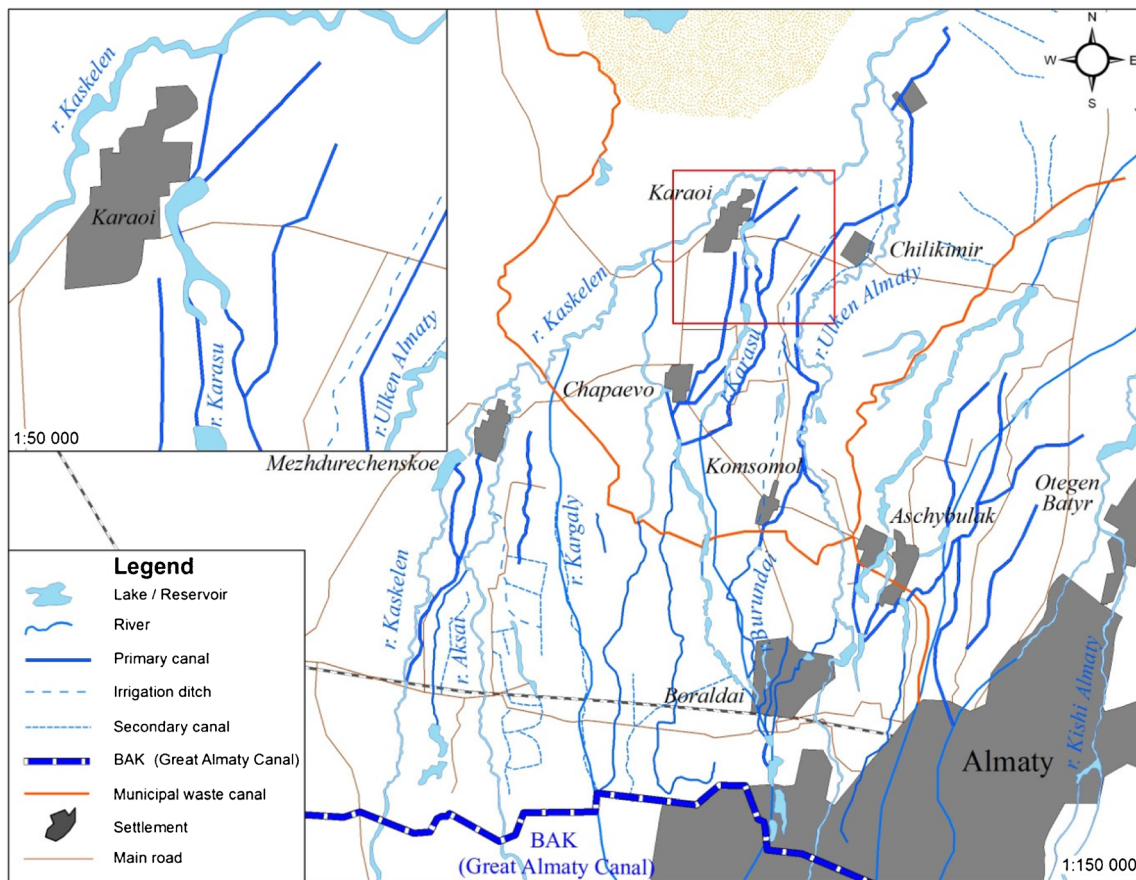 r. Kaskelen
Karaoi
r. Karasu
r.Ulken Almaty
1:50 000
N
W
E
S
Karaoi
Chilikimir
r. Kaskelen
r.Ulken Almaty
r. Karasu
Chapaevo
Mezhdurechenskoe
Komsomol
Otegen
Batyr
Aschybulak
r. Kargaly
r. Kaskelen
r. Aksai
r. Burundai
Boraldai
r. Kishi Almaty
Almaty
BAK
(Great Almaty Canal)
1:150 000
Legend
Lake / Reservoir
River
Primary canal
Irrigation ditch
Secondary canal
BAK (Great Almaty Canal)
Municipal waste canal
Settlement
Main road